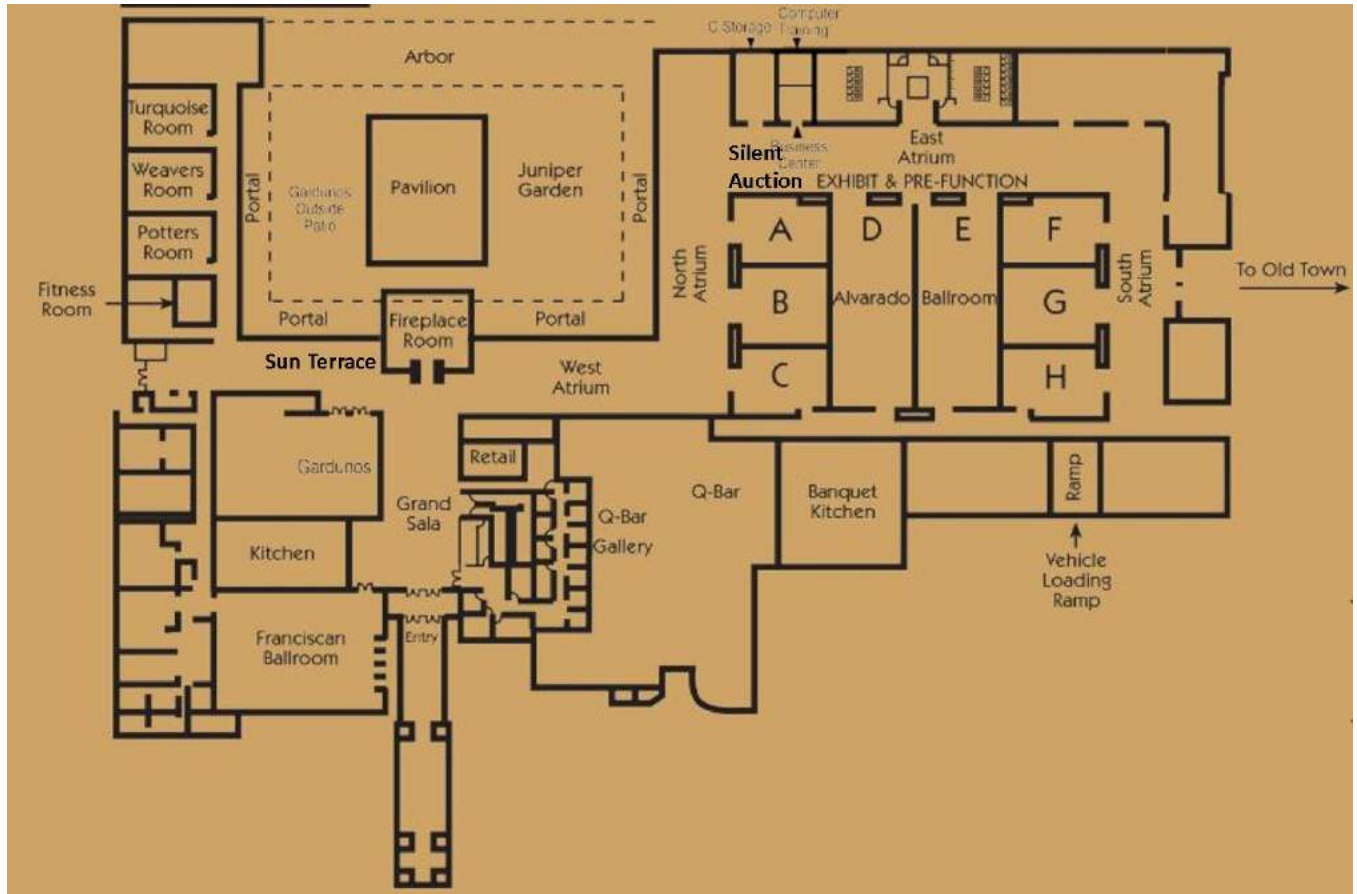 Arbor
C Storage
Computer
Training
Turquoise
Room
Weavers
Room
Potters
Room
Fitness
Room
Portal
Gardunos
Outside
Patio
Pavilion
Juniper
Garden
Portal
Portal
Fireplace
Room
Portal
Sun Terrace
West
Atrium
North
Atrium
Silent
Auction
Business
Center
East
Atrium
EXHIBIT & PRE-FUNCTION
A
B
C
D
E
Alvarado
Ballroom
F
G
H
South
Atrium
To Old Town
Gardunos
Kitchen
Franciscan
Ballroom
Grand
Sala
Entry
Retail
Q-Bar
Gallery
Q-Bar
Banquet
Kitchen
Ramp
Vehicle
Loading
Ramp